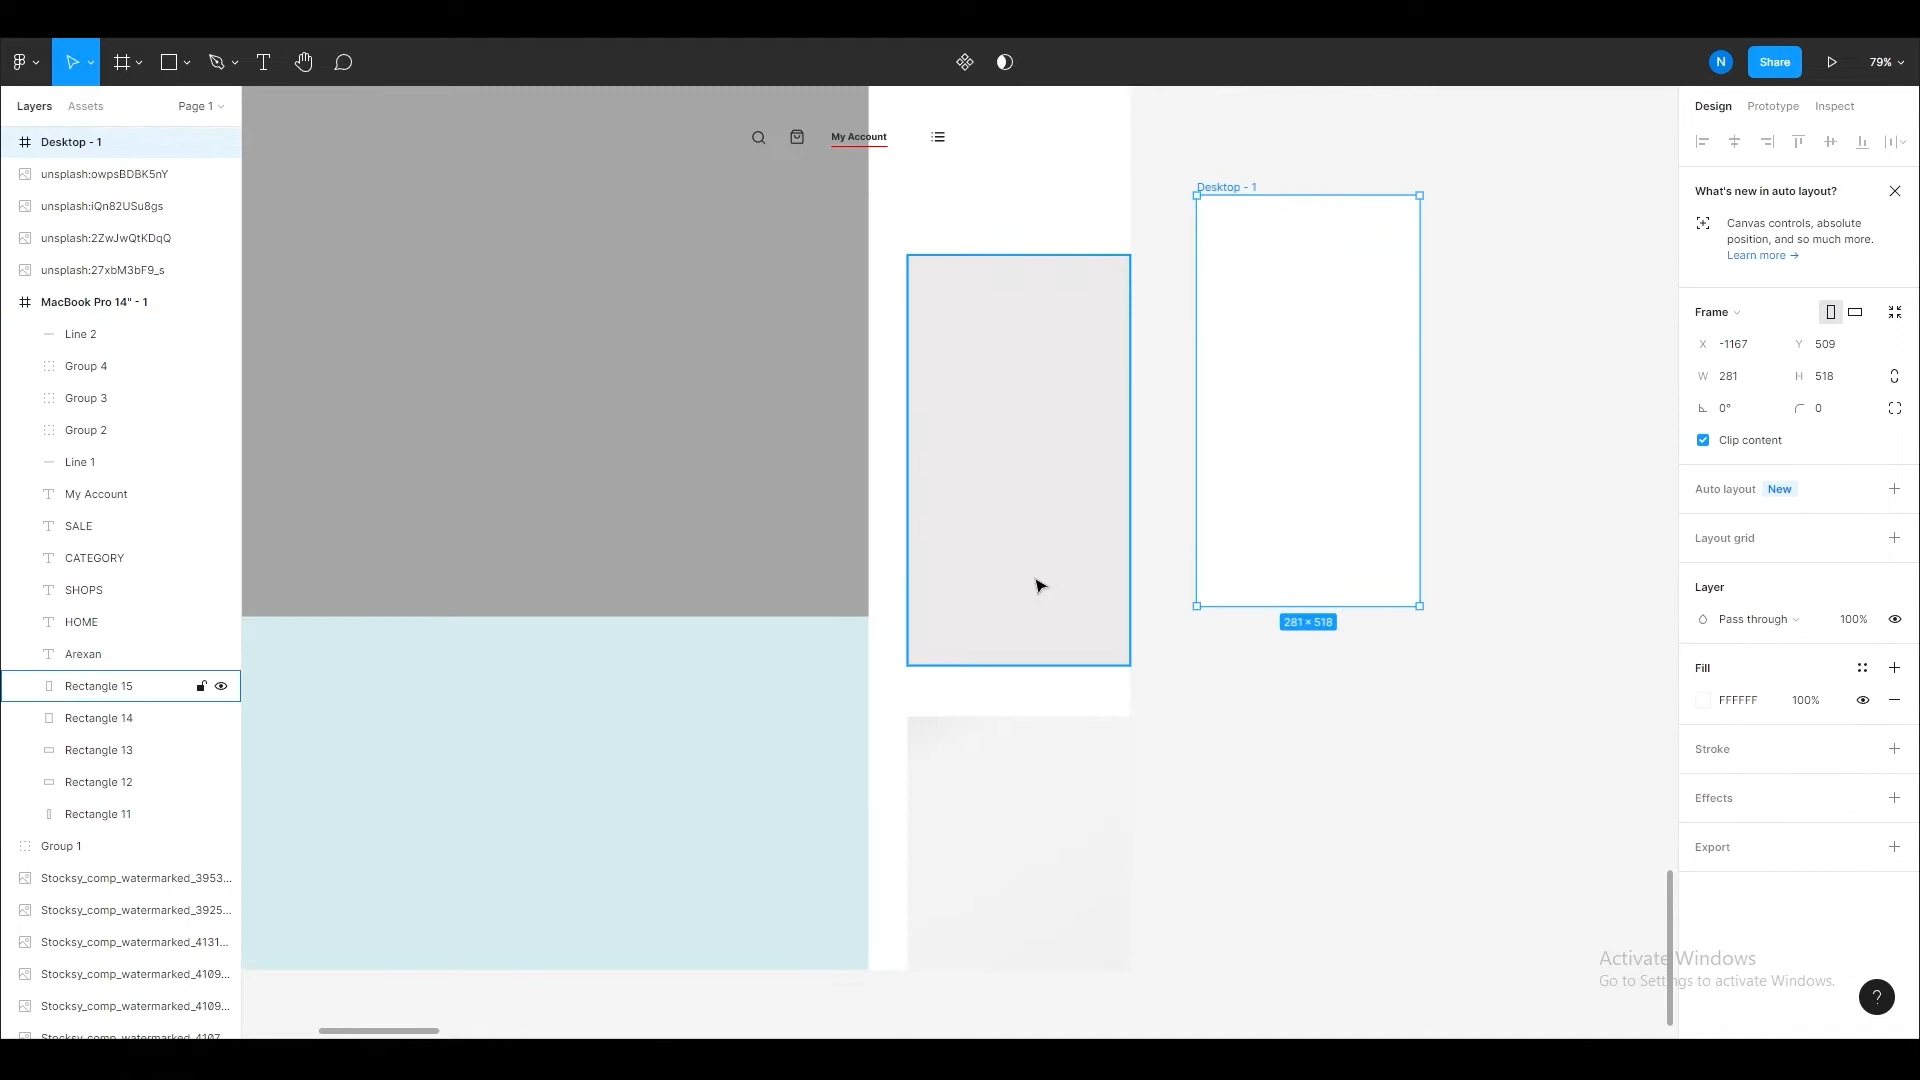 N
Share
79%
Layers
Assets
Page 1
Desktop - 1
unsplash:owpsBDBK5nY
unsplash:iQn82USu8gs
unsplash:2ZwJwQtKDqQ
unsplash:27xbM3bF9_s
MacBook Pro 14" - 1
Line 2
Group 4
Group 3
Group 2
Line 1
My Account
SALE
CATEGORY
SHOPS
HOME
Arexan
Rectangle 15
Rectangle 14
Rectangle 13
Rectangle 12
Rectangle 11
Group 1
Stocksy_comp_watermarked_3953...
Stocksy_comp_watermarked_3925...
Stocksy_comp_watermarked_4131...
Stocksy_comp_watermarked_4109...
Stocksy_comp_watermarked_4109...
Stocksy_comp_watermarked_4107
My Account
Desktop - 1
281 × 518
Design
Prototype
Inspect
What's new in auto layout?
Canvas controls, absolute
position, and so much more.
Learn more →
Frame
X -1167 Y 509
W 281 H 518
0° 0
Clip content
Auto layout New
Layout grid
Layer
Pass through 100%
Fill
FFFFFF 100%
Stroke
Effects
Export
Activate Windows
Go to Settings to activate Windows.
?